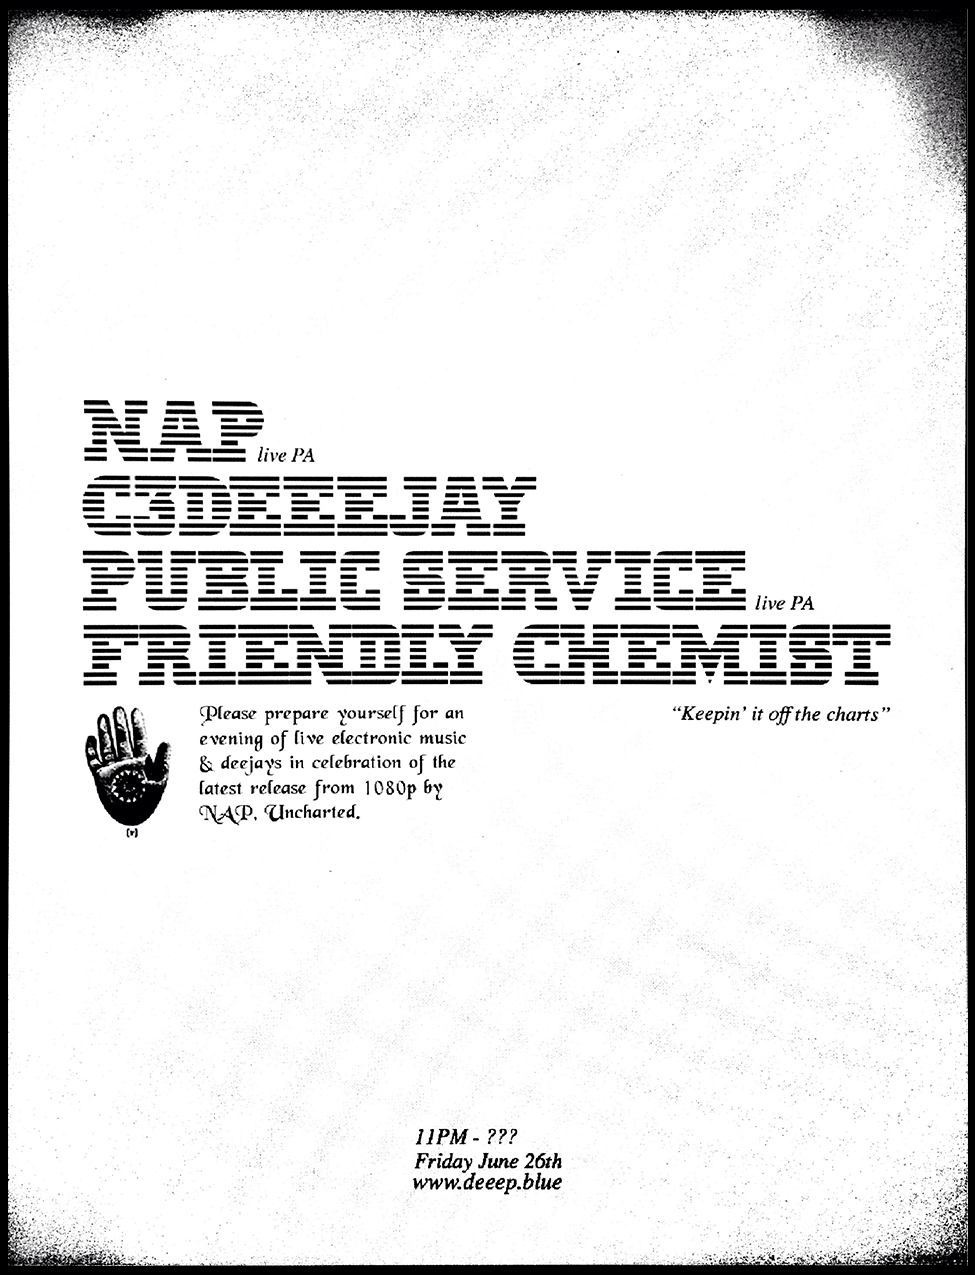 NAP live PA
C3DEEEJAY
PUBLIC SERVICE live PA
FRIENDLY CHEMIST
Please prepare yourself for an
evening of live electronic music
& deejays in celebration of the
latest release from 1080p by
NAP, Uncharted.
“Keepin’ it off the charts”
(v)
11PM - ???
Friday June 26th
www.deeep.blue